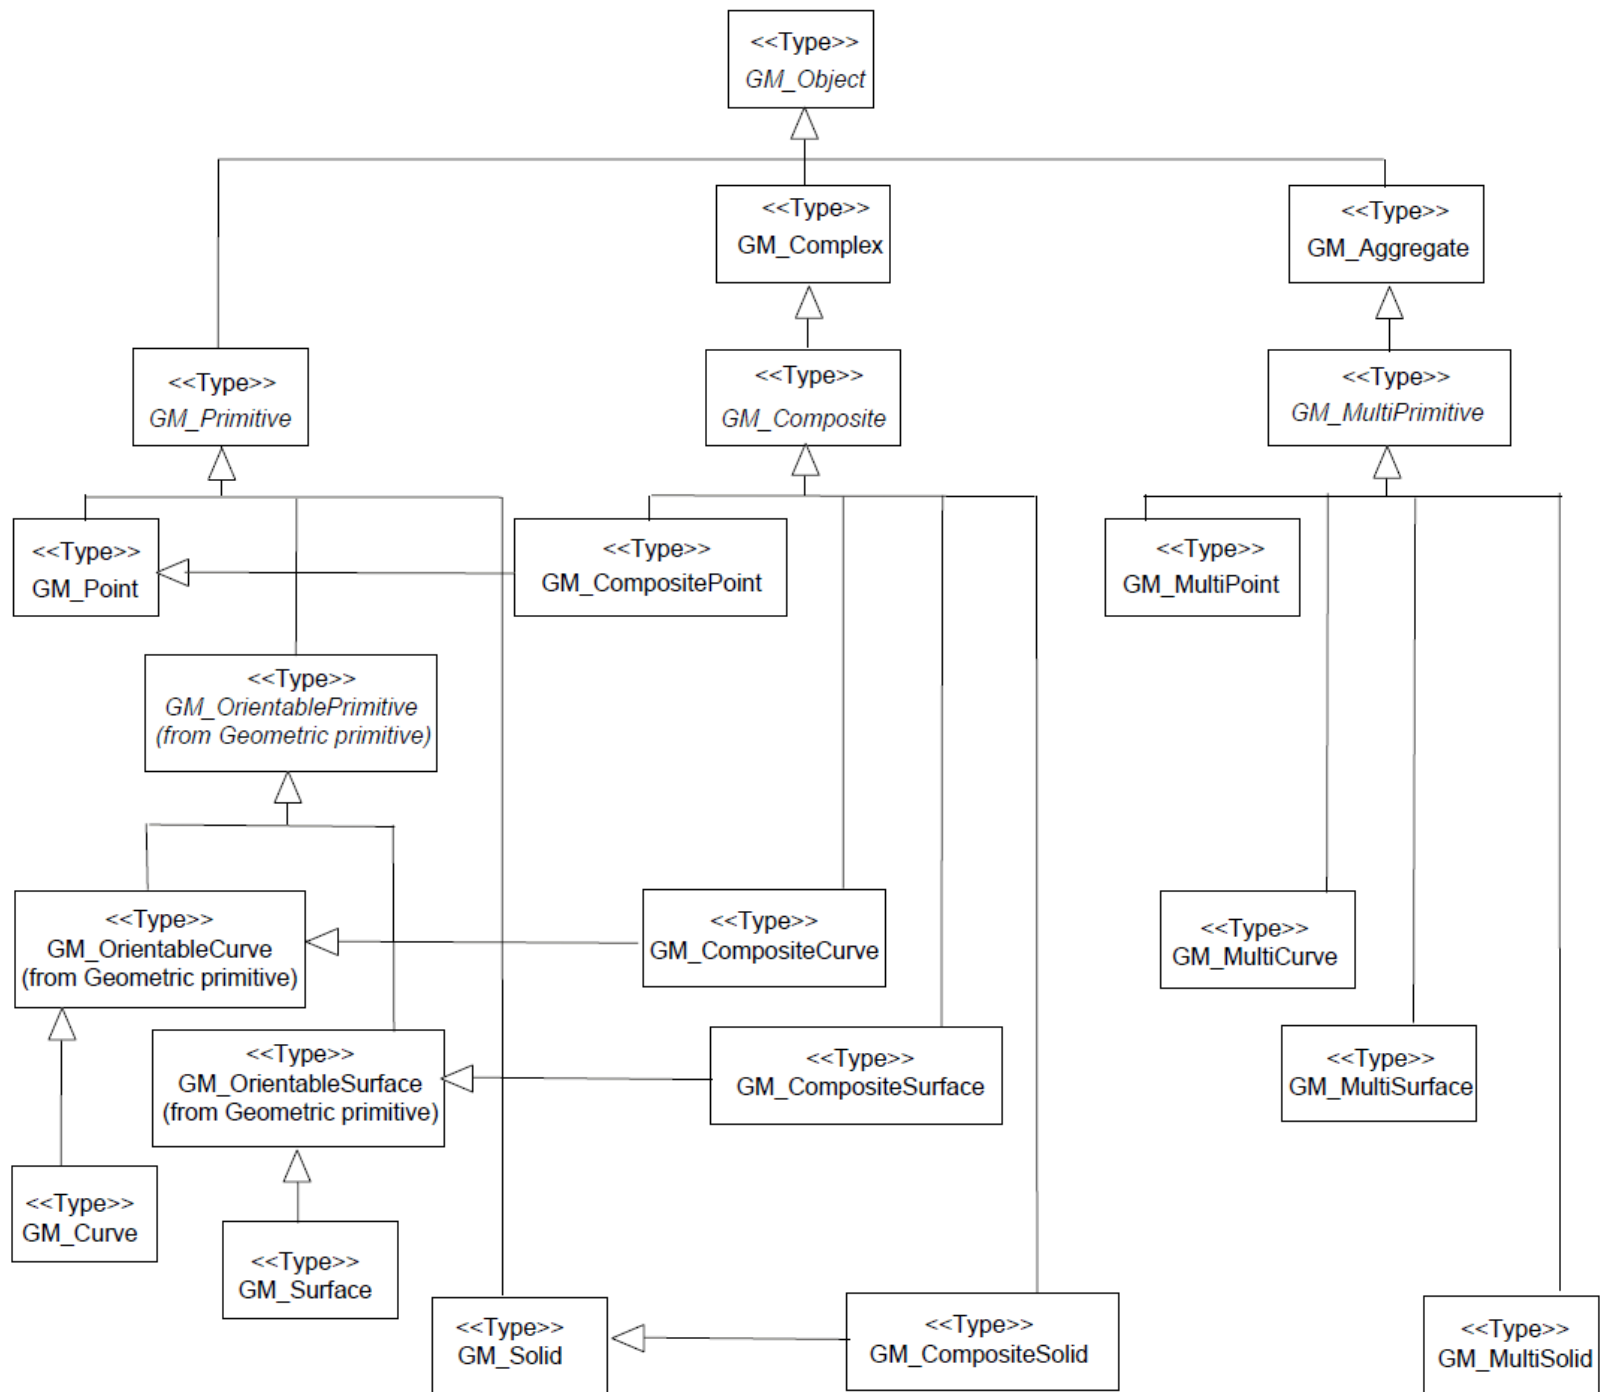 <<Type>>
GM_Object
<<Type>>
GM_Complex
<<Type>>
GM_Aggregate
<<Type>>
GM_Primitive
<<Type>>
GM_Composite
<<Type>>
GM_MultiPrimitive
<<Type>>
GM_Point
<<Type>>
GM_CompositePoint
<<Type>>
GM_MultiPoint
<<Type>>
GM_OrientablePrimitive
(from Geometric primitive)
<<Type>>
GM_OrientableCurve
(from Geometric primitive)
<<Type>>
GM_CompositeCurve
<<Type>>
GM_MultiCurve
<<Type>>
GM_OrientableSurface
(from Geometric primitive)
<<Type>>
GM_CompositeSurface
<<Type>>
GM_MultiSurface
<<Type>>
GM_Curve
<<Type>>
GM_Surface
<<Type>>
GM_Solid
<<Type>>
GM_CompositeSolid
<<Type>>
GM_MultiSolid